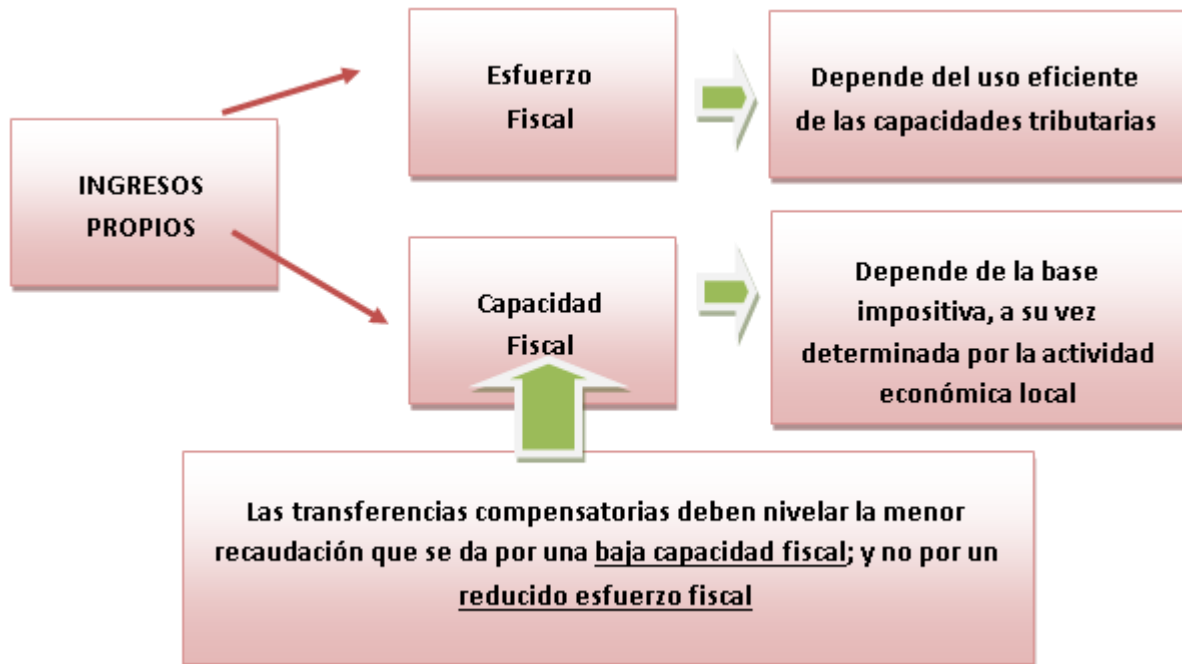 INGRESOS
PROPIOS
Esfuerzo
Fiscal
Depende del uso eficiente
de las capacidades tributarias
Capacidad
Fiscal
Depende de la base
impositiva, a su vez
determinada por la actividad
económica local
Las transferencias compensatorias deben nivelar la menor
recaudación que se da por una baja capacidad fiscal; y no por un
reducido esfuerzo fiscal